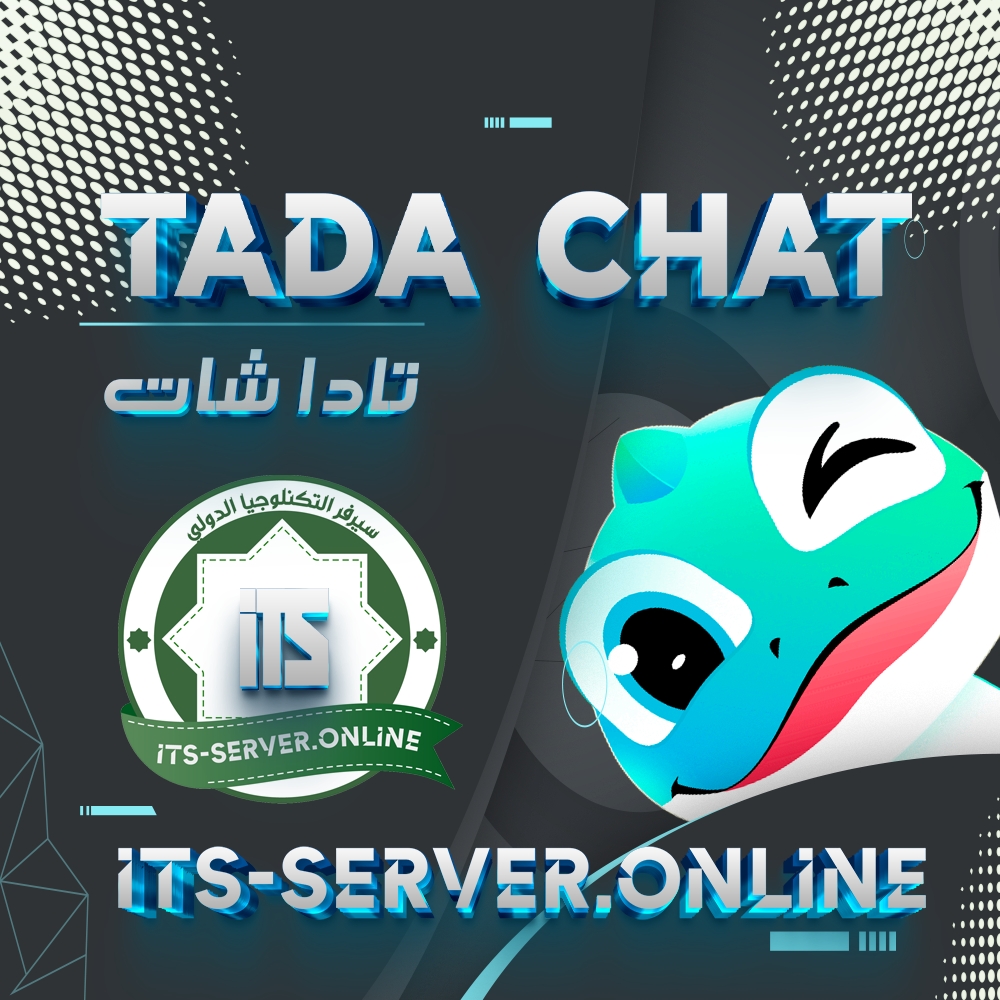 TADA CHAT
تادا شات
سيرفر التكنلوجيا الدولي
iTS
iTS-SERVER.ONLiNE
iTS-SERVER.ONLiNE